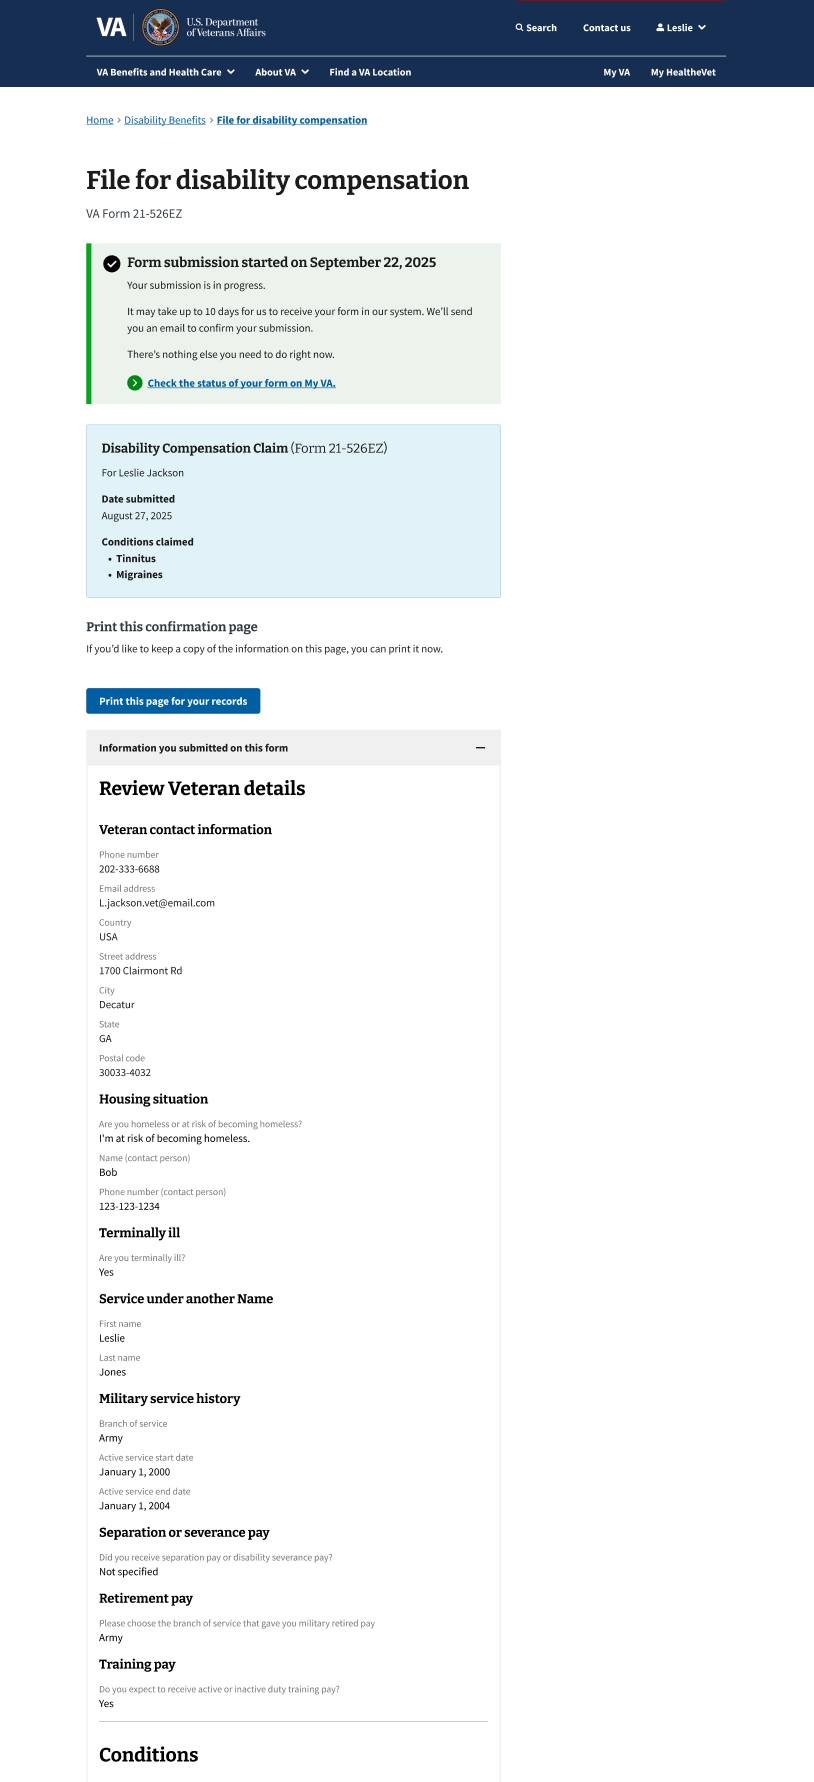 VA
U.S. Department
of Veterans Affairs
Search
Contact us
Leslie
VA Benefits and Health Care
About VA
Find a VA Location
My VA
My HealtheVet
Home › Disability Benefits › File for disability compensation
File for disability compensation
VA Form 21-526EZ
Form submission started on September 22, 2025
Your submission is in progress.
It may take up to 10 days for us to receive your form in our system. We’ll send
you an email to confirm your submission.
There’s nothing else you need to do right now.
Check the status of your form on My VA.
Disability Compensation Claim (Form 21-526EZ)
For Leslie Jackson
Date submitted
August 27, 2025
Conditions claimed
• Tinnitus
• Migraines
Print this confirmation page
If you’d like to keep a copy of the information on this page, you can print it now.
Print this page for your records
Information you submitted on this form
Review Veteran details
Veteran contact information
Phone number
202-333-6688
Email address
L.jackson.vet@email.com
Country
USA
Street address
1700 Clairmont Rd
City
Decatur
State
GA
Postal code
30033-4032
Housing situation
Are you homeless or at risk of becoming homeless?
I'm at risk of becoming homeless.
Name (contact person)
Bob
Phone number (contact person)
123-123-1234
Terminally ill
Are you terminally ill?
Yes
Service under another Name
First name
Leslie
Last name
Jones
Military service history
Branch of service
Army
Active service start date
January 1, 2000
Active service end date
January 1, 2004
Separation or severance pay
Did you receive separation pay or disability severance pay?
Not specified
Retirement pay
Please choose the branch of service that gave you military retired pay
Army
Training pay
Do you expect to receive active or inactive duty training pay?
Yes
Conditions